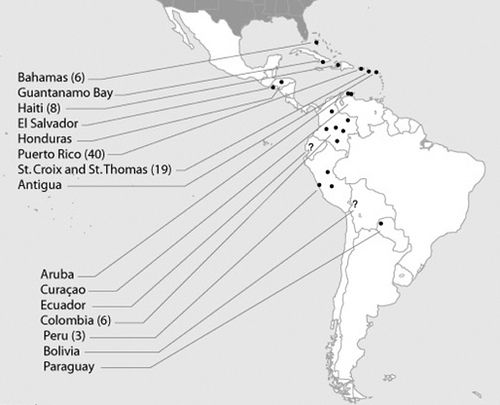 Bahamas (6)
Guantanamo Bay
Haiti (8)
El Salvador
Honduras
Puerto Rico (40)
St.Croix and St.Thomas (19)
Antigua
?
?
Aruba
Curaçao
Ecuador
Colombia (6)
Peru (3)
Bolivia
Paraguay